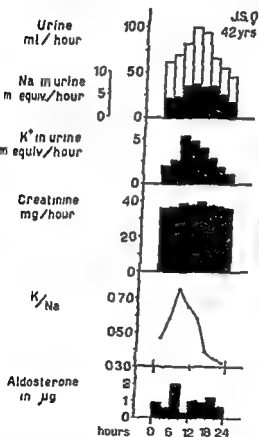 J.S.O
42yrs
Urine
ml/hour
100
50
0
Na in urine
m equiv/hour
10
5
0
K⁺ in urine
m equiv/hour
5
0
Creatinine
mg/hour
40
20
0
K/Na
0.70
0.50
0.30
Aldosterone
in µg
2
1
0
hours 0 6 12 18 24